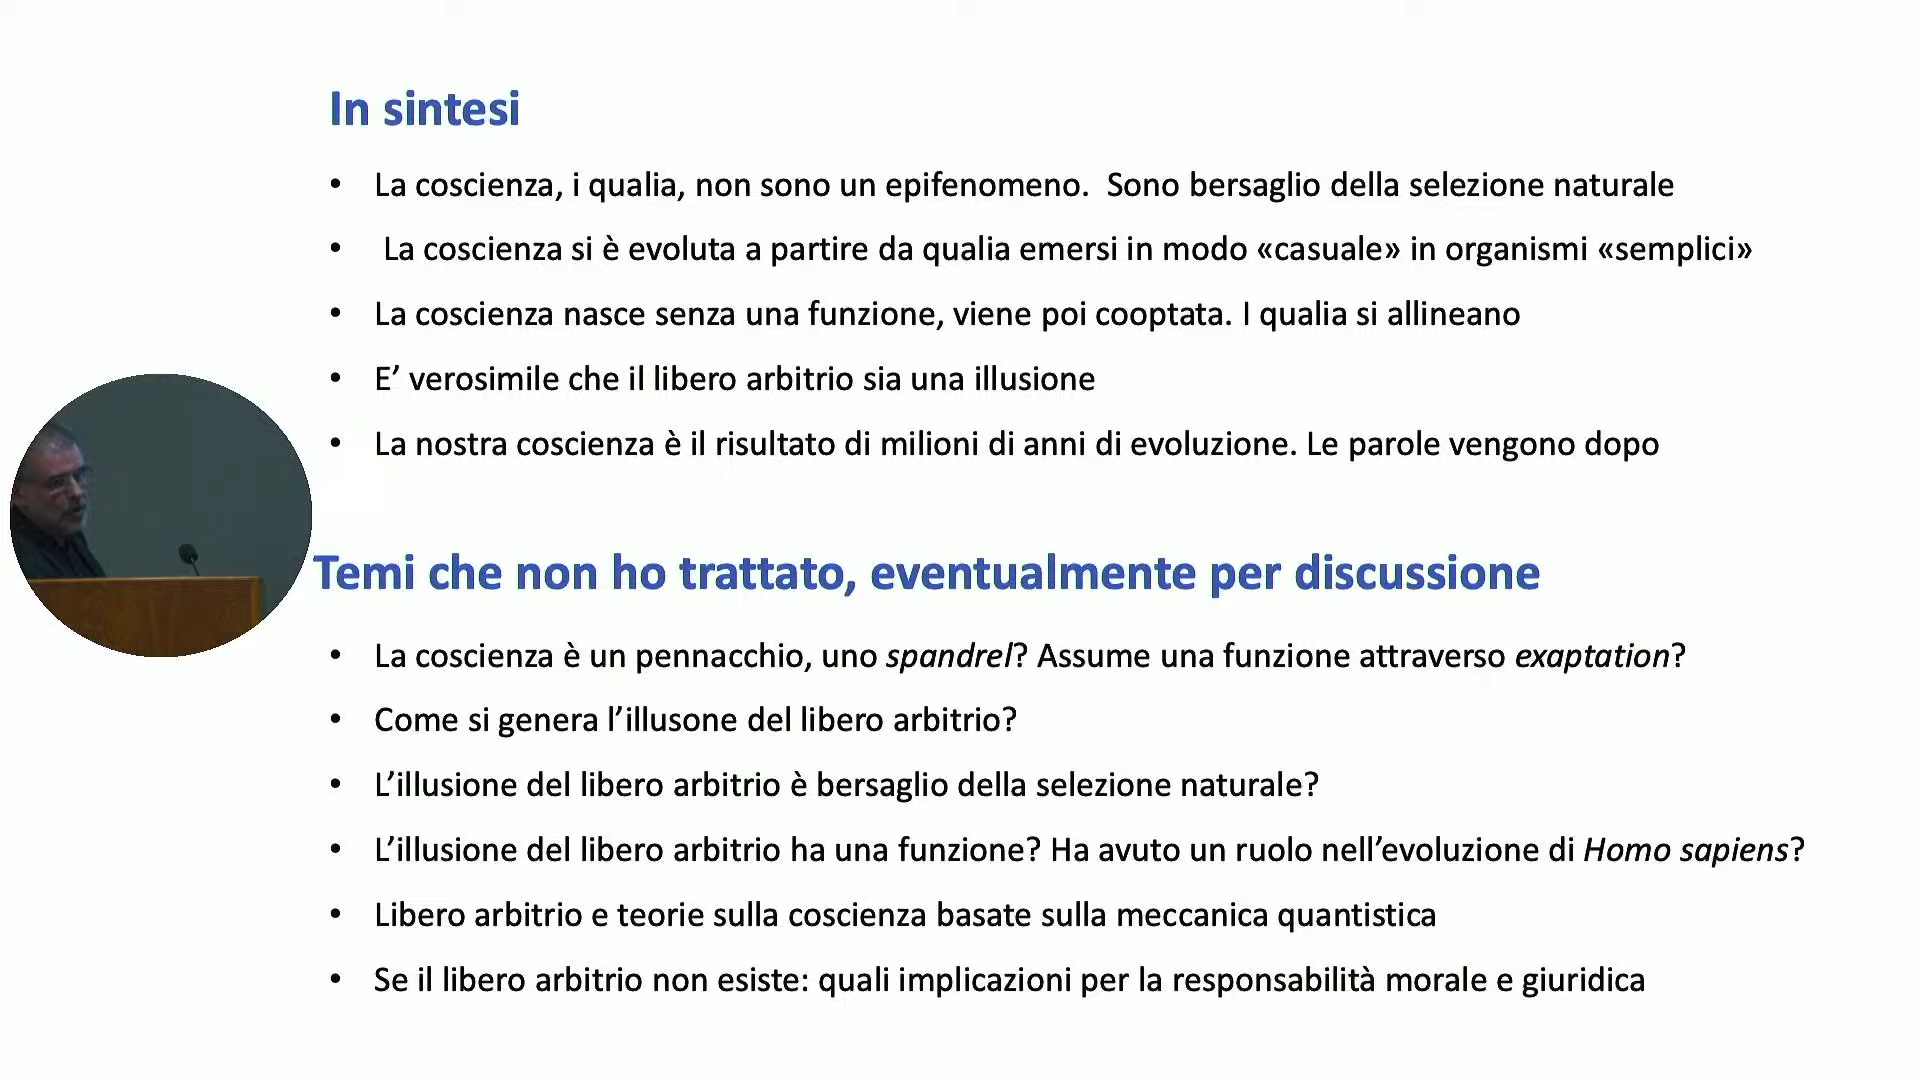 In sintesi
• La coscienza, i qualia, non sono un epifenomeno.  Sono bersaglio della selezione naturale
• La coscienza si è evoluta a partire da qualia emersi in modo «casuale» in organismi «semplici»
• La coscienza nasce senza una funzione, viene poi cooptata. I qualia si allineano
• E’ verosimile che il libero arbitrio sia una illusione
• La nostra coscienza è il risultato di milioni di anni di evoluzione. Le parole vengono dopo
Temi che non ho trattato, eventualmente per discussione
• La coscienza è un pennacchio, uno spandrel? Assume una funzione attraverso exaptation?
• Come si genera l’illusone del libero arbitrio?
• L’illusione del libero arbitrio è bersaglio della selezione naturale?
• L’illusione del libero arbitrio ha una funzione? Ha avuto un ruolo nell’evoluzione di Homo sapiens?
• Libero arbitrio e teorie sulla coscienza basate sulla meccanica quantistica
• Se il libero arbitrio non esiste: quali implicazioni per la responsabilità morale e giuridica